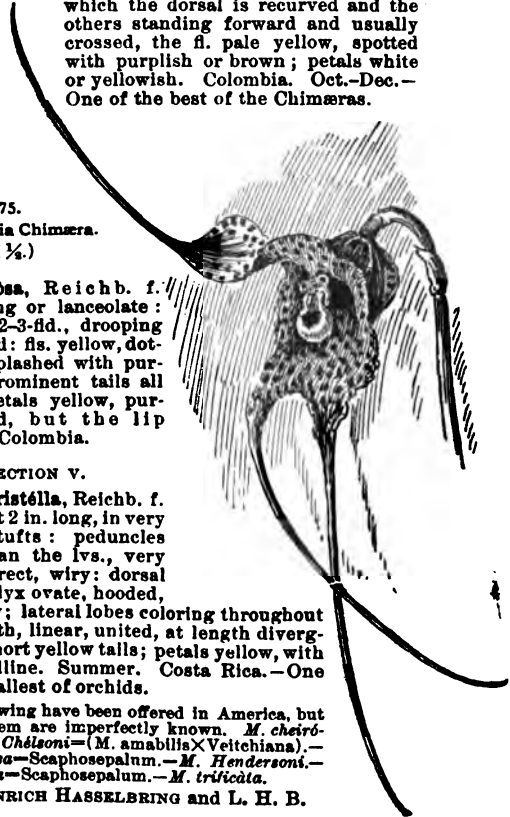 which the dorsal is recurved and the
others standing forward and usually
crossed, the fl. pale yellow, spotted
with purplish or brown; petals white
or yellowish. Colombia. Oct.-Dec.—
One of the best of the Chimæras.
75.
ia Chimæra.
½.)
osa, Reichb. f.
ng or lanceolate:
2-3-fld., drooping
d: fls. yellow, dot-
plashed with pur-
rominent tails all
etals yellow, pur-
d, but the lip
Colombia.
ECTION V.
ristélla, Reichb. f.
t 2 in. long, in very
tufts: peduncles
an the lvs., very
rect, wiry: dorsal
lyx ovate, hooded,
; lateral lobes coloring throughout
th, linear, united, at length diverg-
hort yellow tails; petals yellow, with
lline. Summer. Costa Rica.—One
allest of orchids.
wing have been offered in America, but
em are imperfectly known. M. cheiró-
Chélsoni=(M. amabilis×Veitchiana).—
a=Scaphosepalum.—M. Hendersoni.—
=Scaphosepalum.—M. trificàta.
NRICH HASSELBRING and L. H. B.